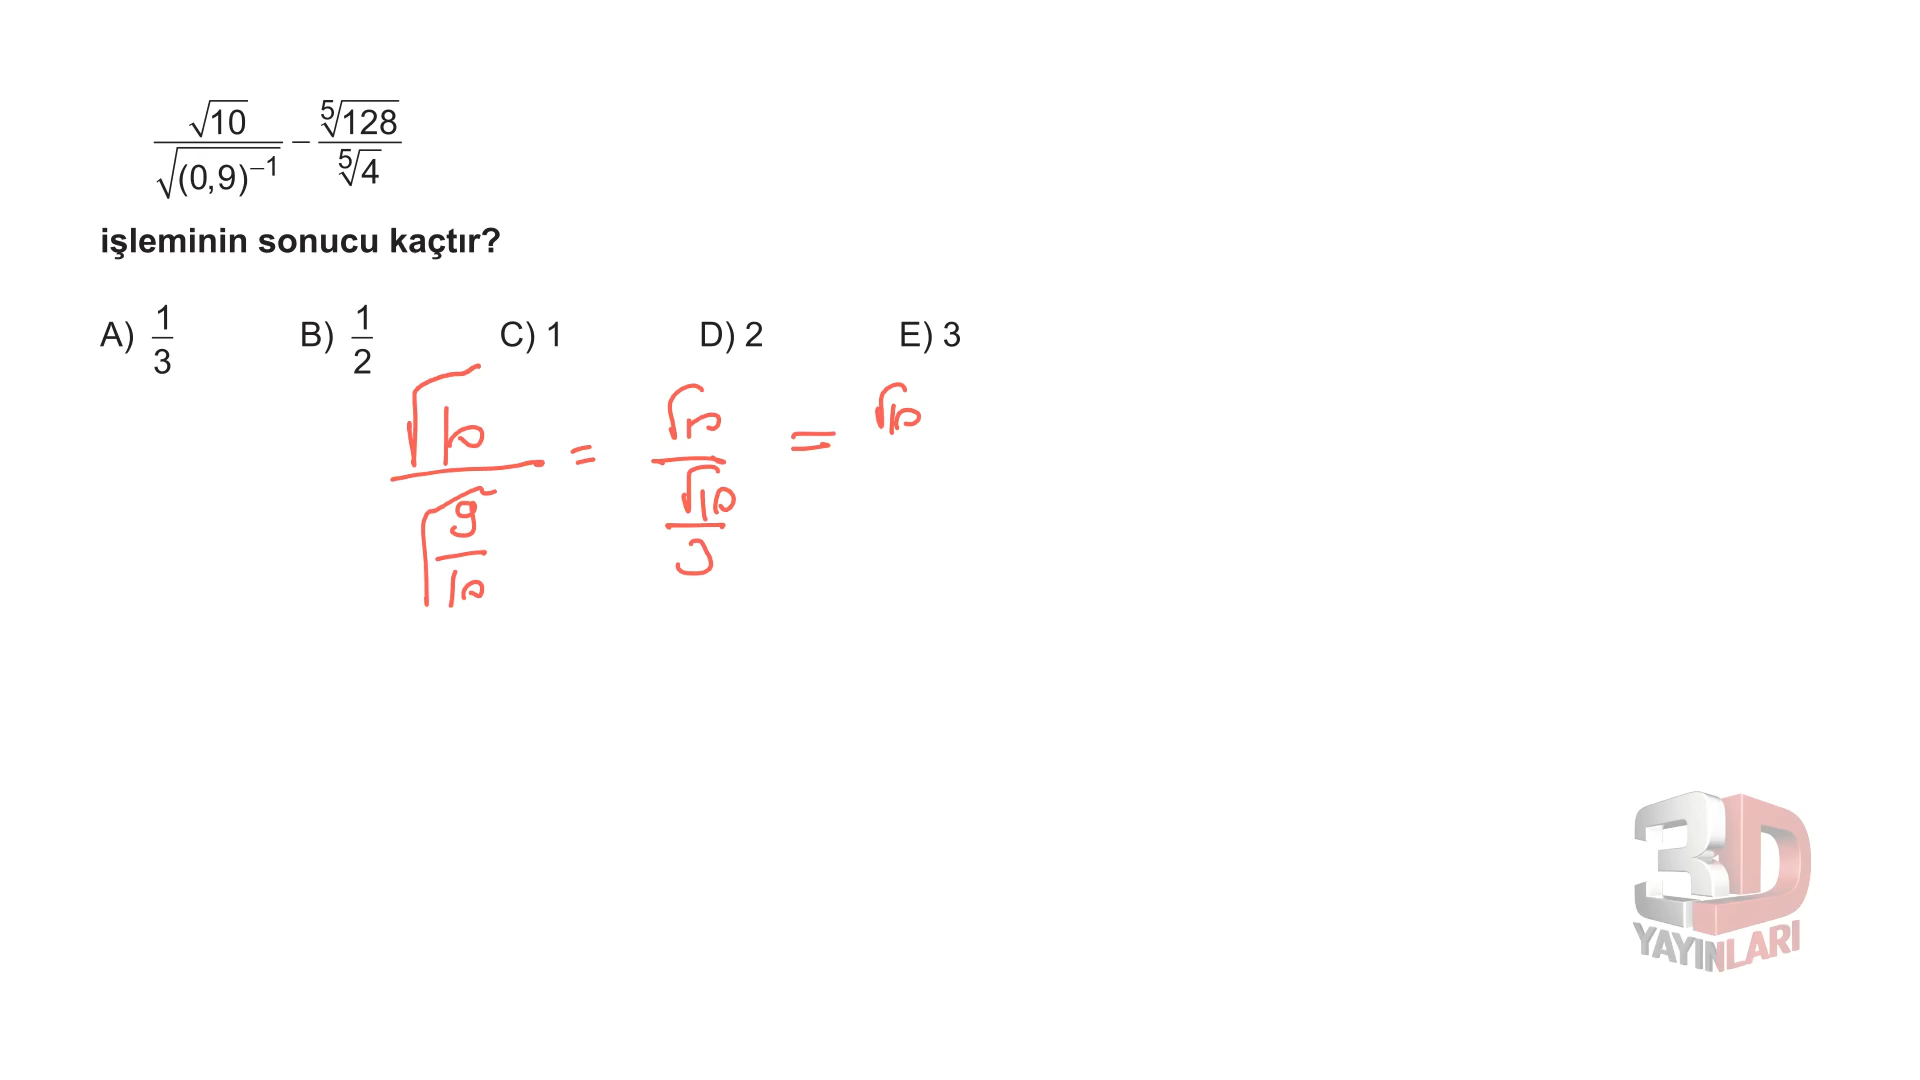 √10 / √(0,9)⁻¹ − ⁵√128 / ⁵√4
işleminin sonucu kaçtır?
A) 1/3 B) 1/2 C) 1 D) 2 E) 3
√10 / √(9/10) = √10 / (√10/3) = √10
3D
YAYINLARI